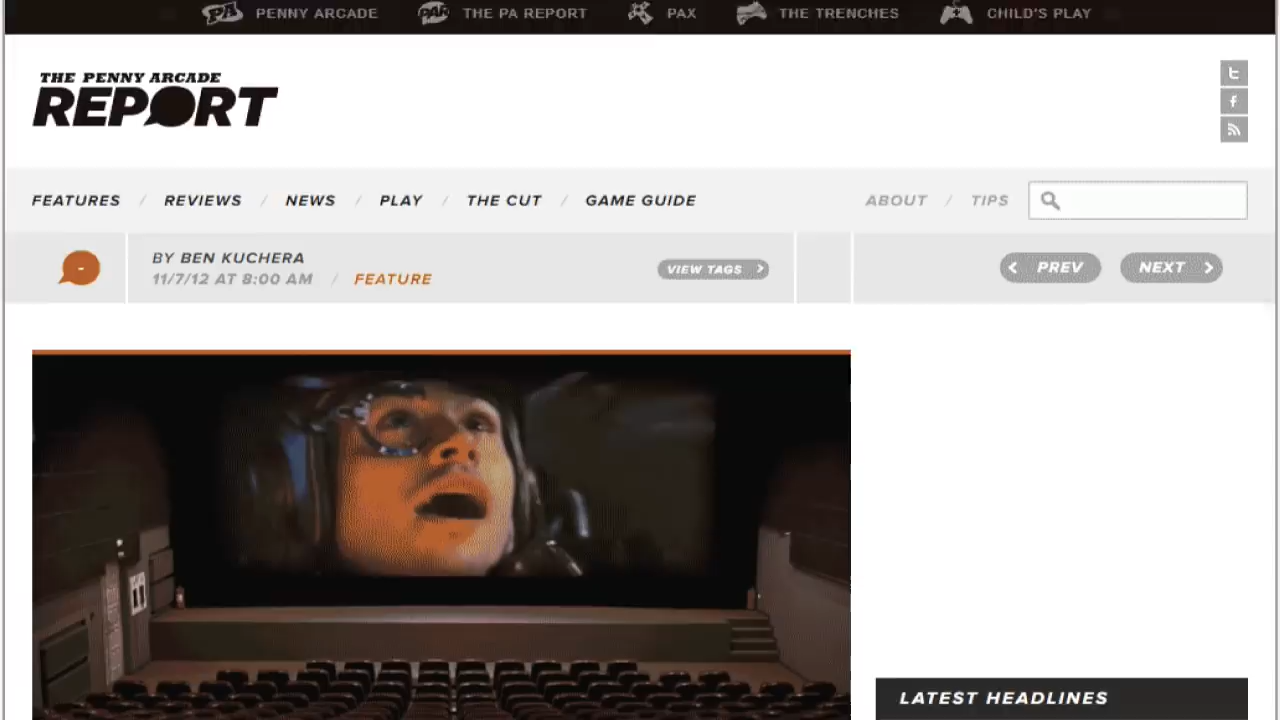 PENNY ARCADE THE PA REPORT PAX THE TRENCHES CHILD'S PLAY
THE PENNY ARCADE
REPORT
FEATURES / REVIEWS / NEWS / PLAY / THE CUT / GAME GUIDE
ABOUT / TIPS
BY BEN KUCHERA
11/7/12 AT 8:00 AM / FEATURE
VIEW TAGS
PREV
NEXT
LATEST HEADLINES